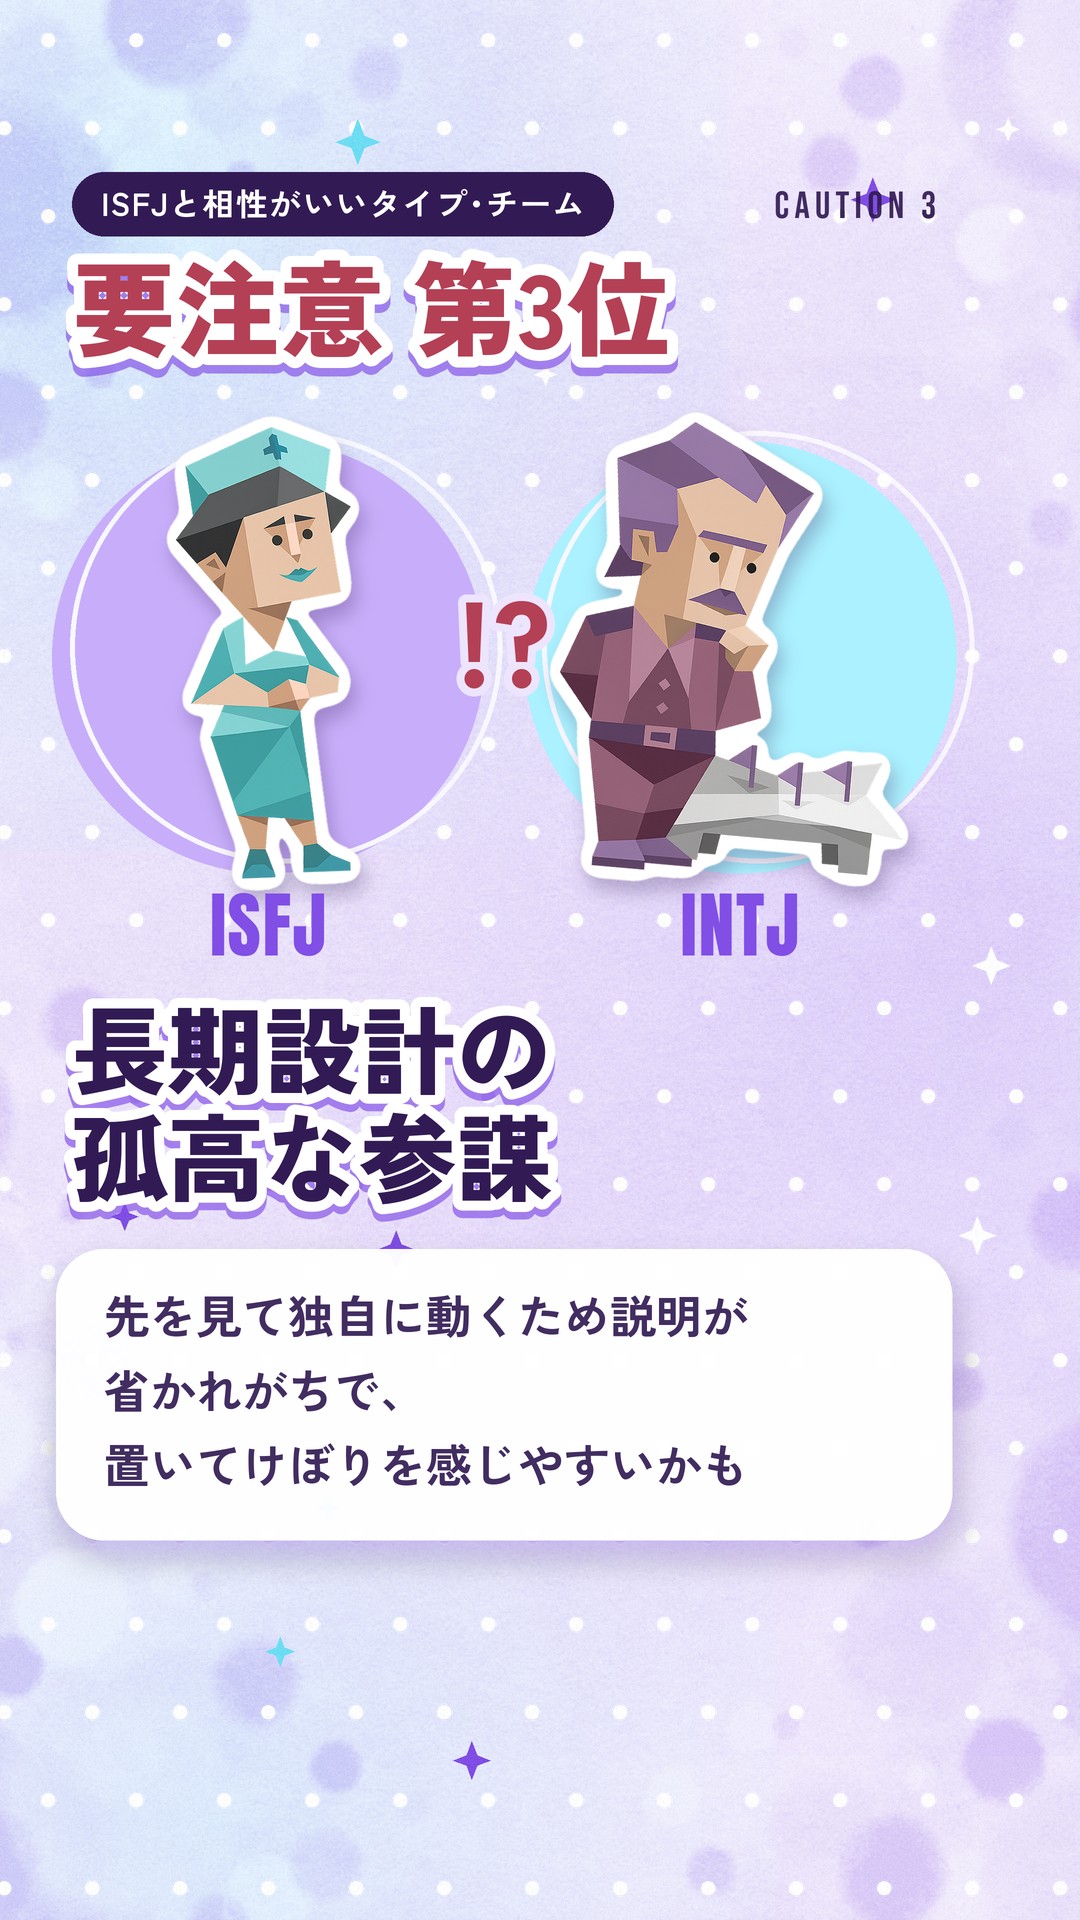 ISFJと相性がいいタイプ・チーム
CAUTION 3
要注意 第3位
!?
ISFJ
INTJ
長期設計の
孤高な参謀
先を見て独自に動くため説明が
省かれがちで、
置いてけぼりを感じやすいかも